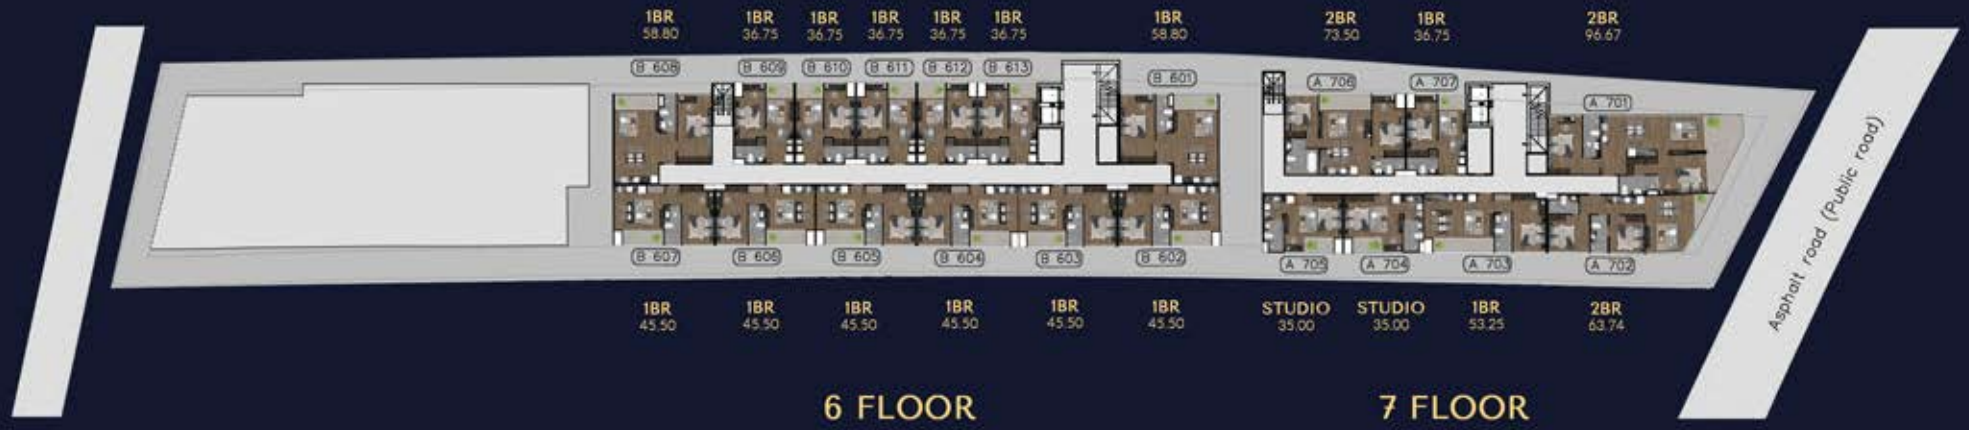 1BR 1BR 1BR 1BR 1BR 1BR 1BR 2BR 1BR 2BR
58.80 36.75 36.75 36.75 36.75 36.75 58.80 73.50 36.75 96.67
B 608 B 609 B 610 B 611 B 612 B 613 B 601 A 706 A 707 A 701
B 607 B 606 B 605 B 604 B 603 B 602 A 705 A 704 A 703 A 702
1BR 1BR 1BR 1BR 1BR 1BR STUDIO STUDIO 1BR 2BR
45.50 45.50 45.50 45.50 45.50 45.50 35.00 35.00 53.25 63.74
Asphalt road (Public road)
6 FLOOR 7 FLOOR